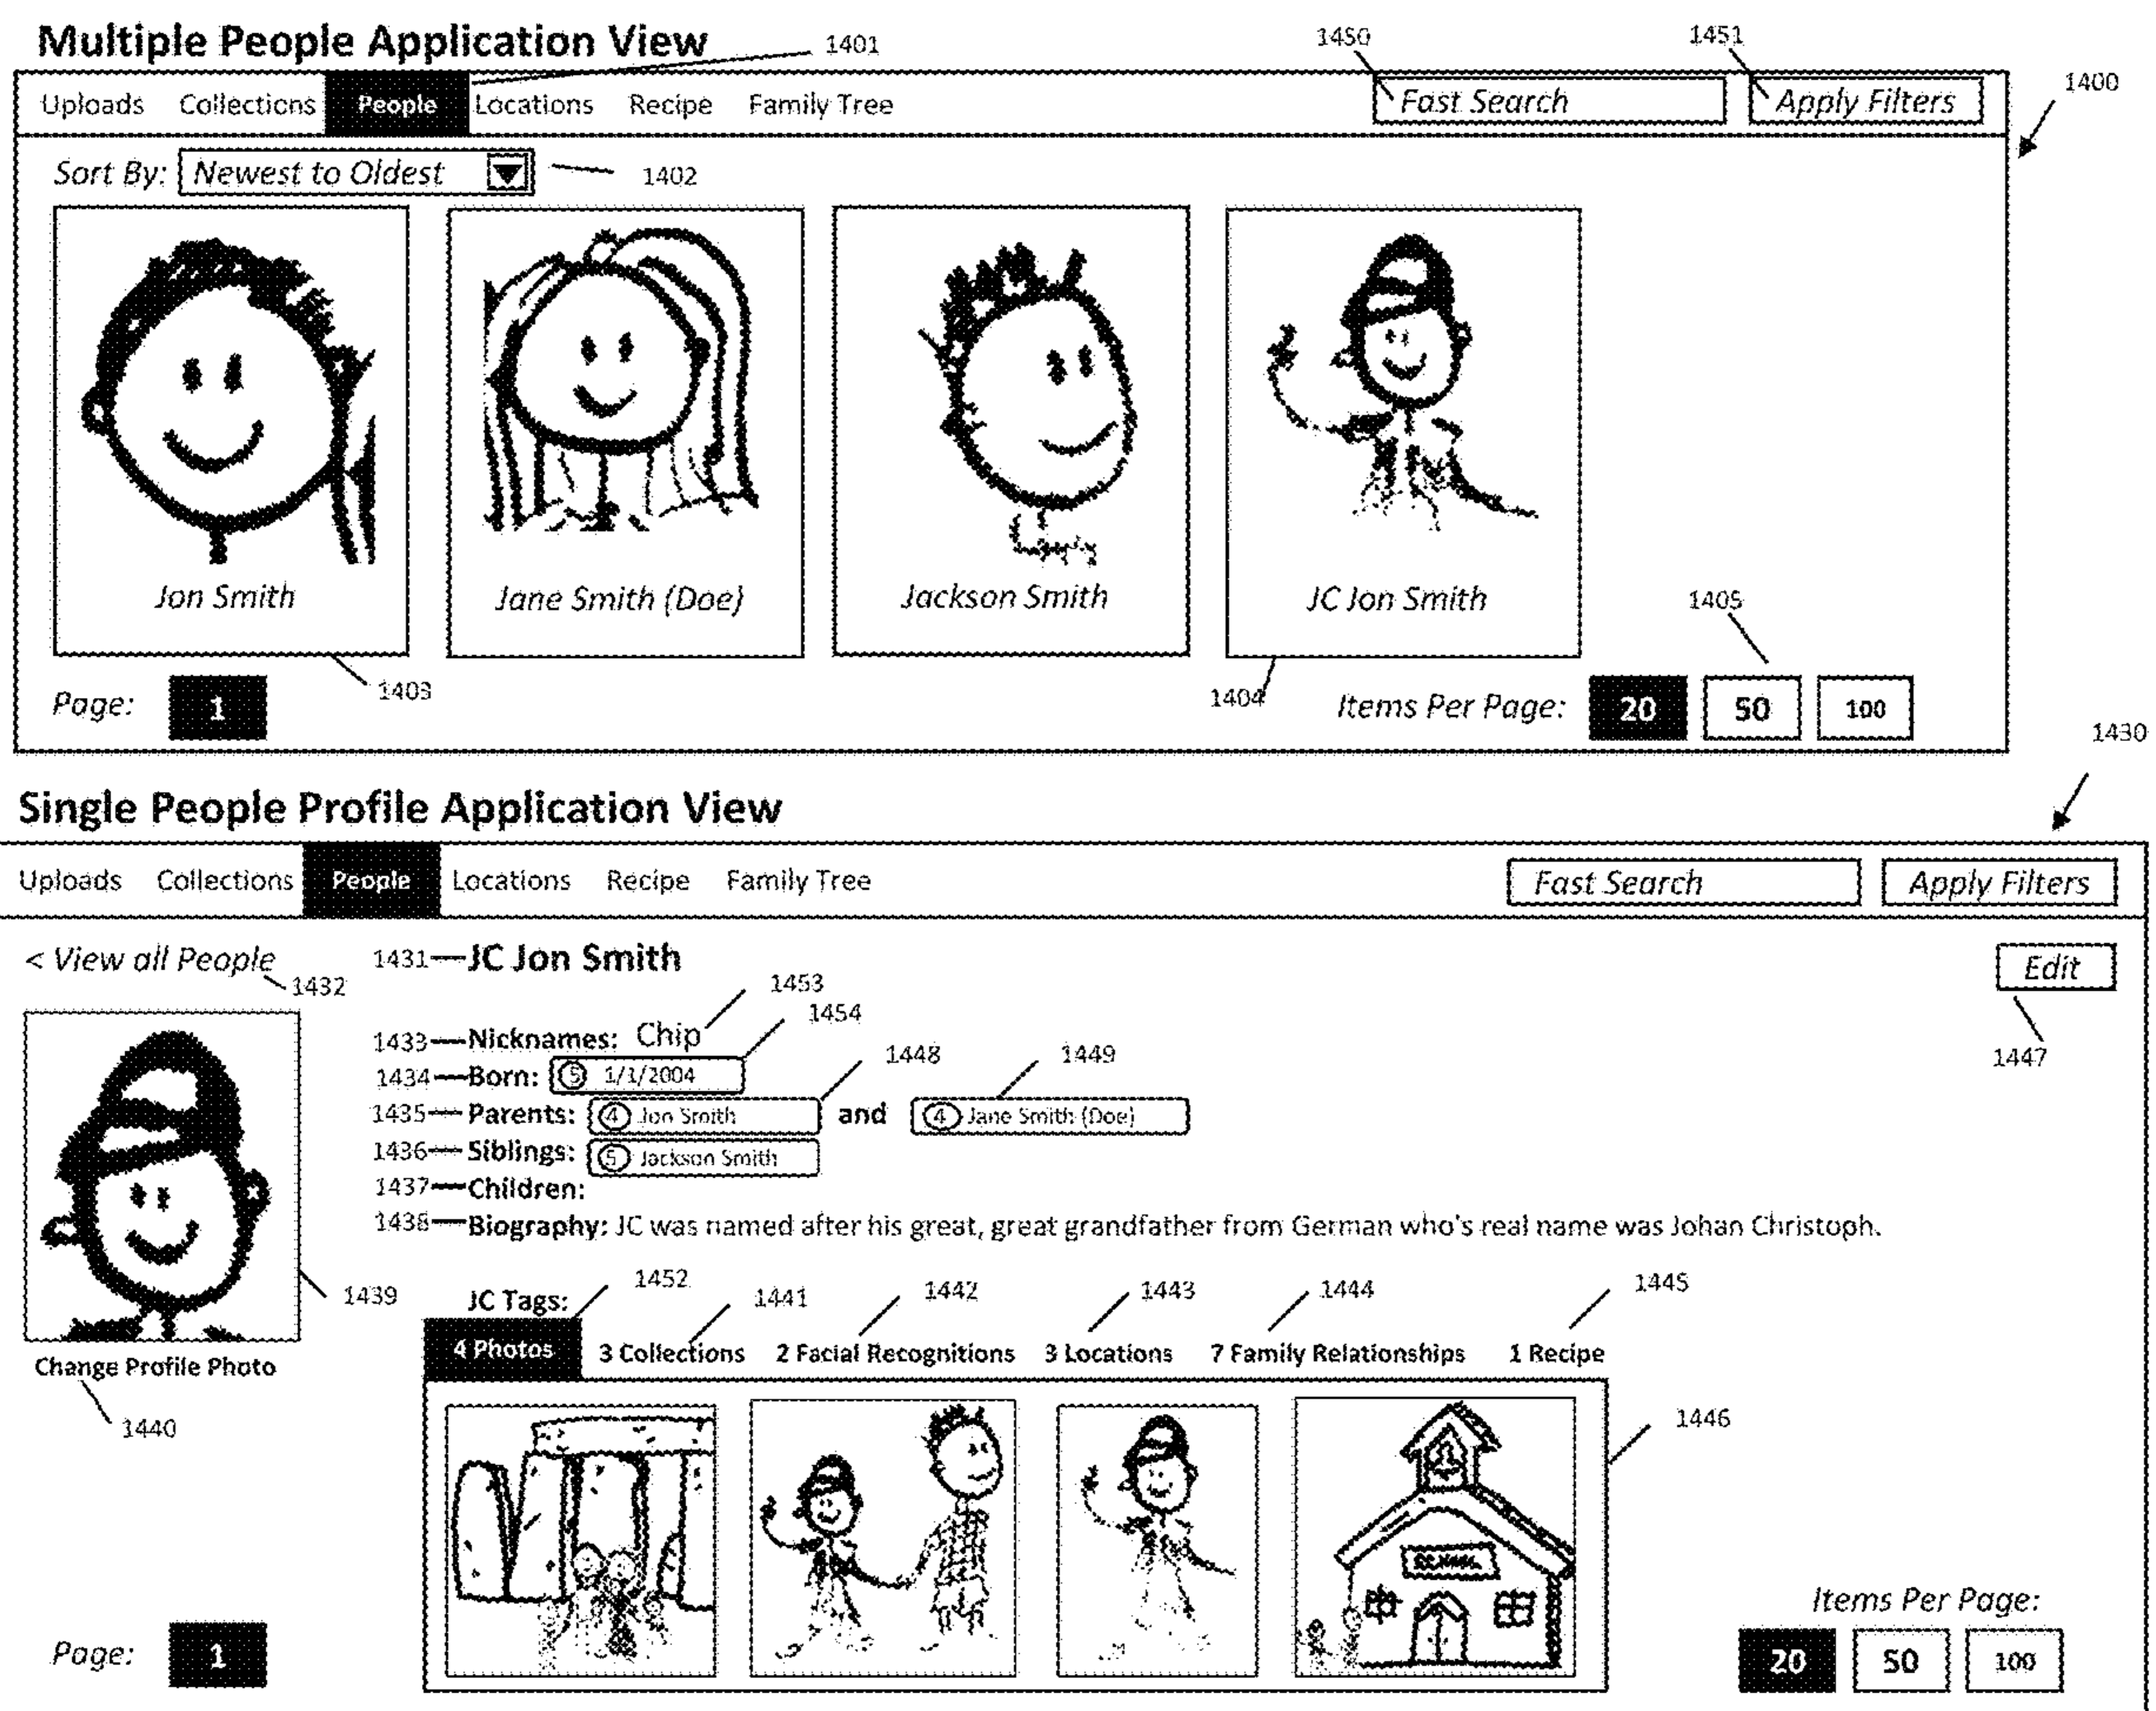 Multiple People Application View
1401
1450
1451
1400
Uploads Collections People Locations Recipe Family Tree Fast Search Apply Filters
Sort By: Newest to Oldest 1402
Jon Smith
Jane Smith (Doe)
Jackson Smith
JC Jon Smith
1403
1404
1405
Page: 1
Items Per Page: 20 50 100
1430
Single People Profile Application View
Uploads Collections People Locations Recipe Family Tree Fast Search Apply Filters
< View all People
1432
1431 JC Jon Smith
Edit
1447
1453
1454
1433 Nicknames: Chip
1448
1449
1434 Born: 5 1/1/2004
1435 Parents: 4 Jon Smith and 4 Jane Smith (Doe)
1436 Siblings: 5 Jackson Smith
1437 Children:
1438 Biography: JC was named after his great, great grandfather from German who's real name was Johan Christoph.
1439
Change Profile Photo
1440
JC Tags:
1452
1441
1442
1443
1444
1445
4 Photos 3 Collections 2 Facial Recognitions 3 Locations 7 Family Relationships 1 Recipe
1446
SCHOOL
Page: 1
Items Per Page:
20 50 100